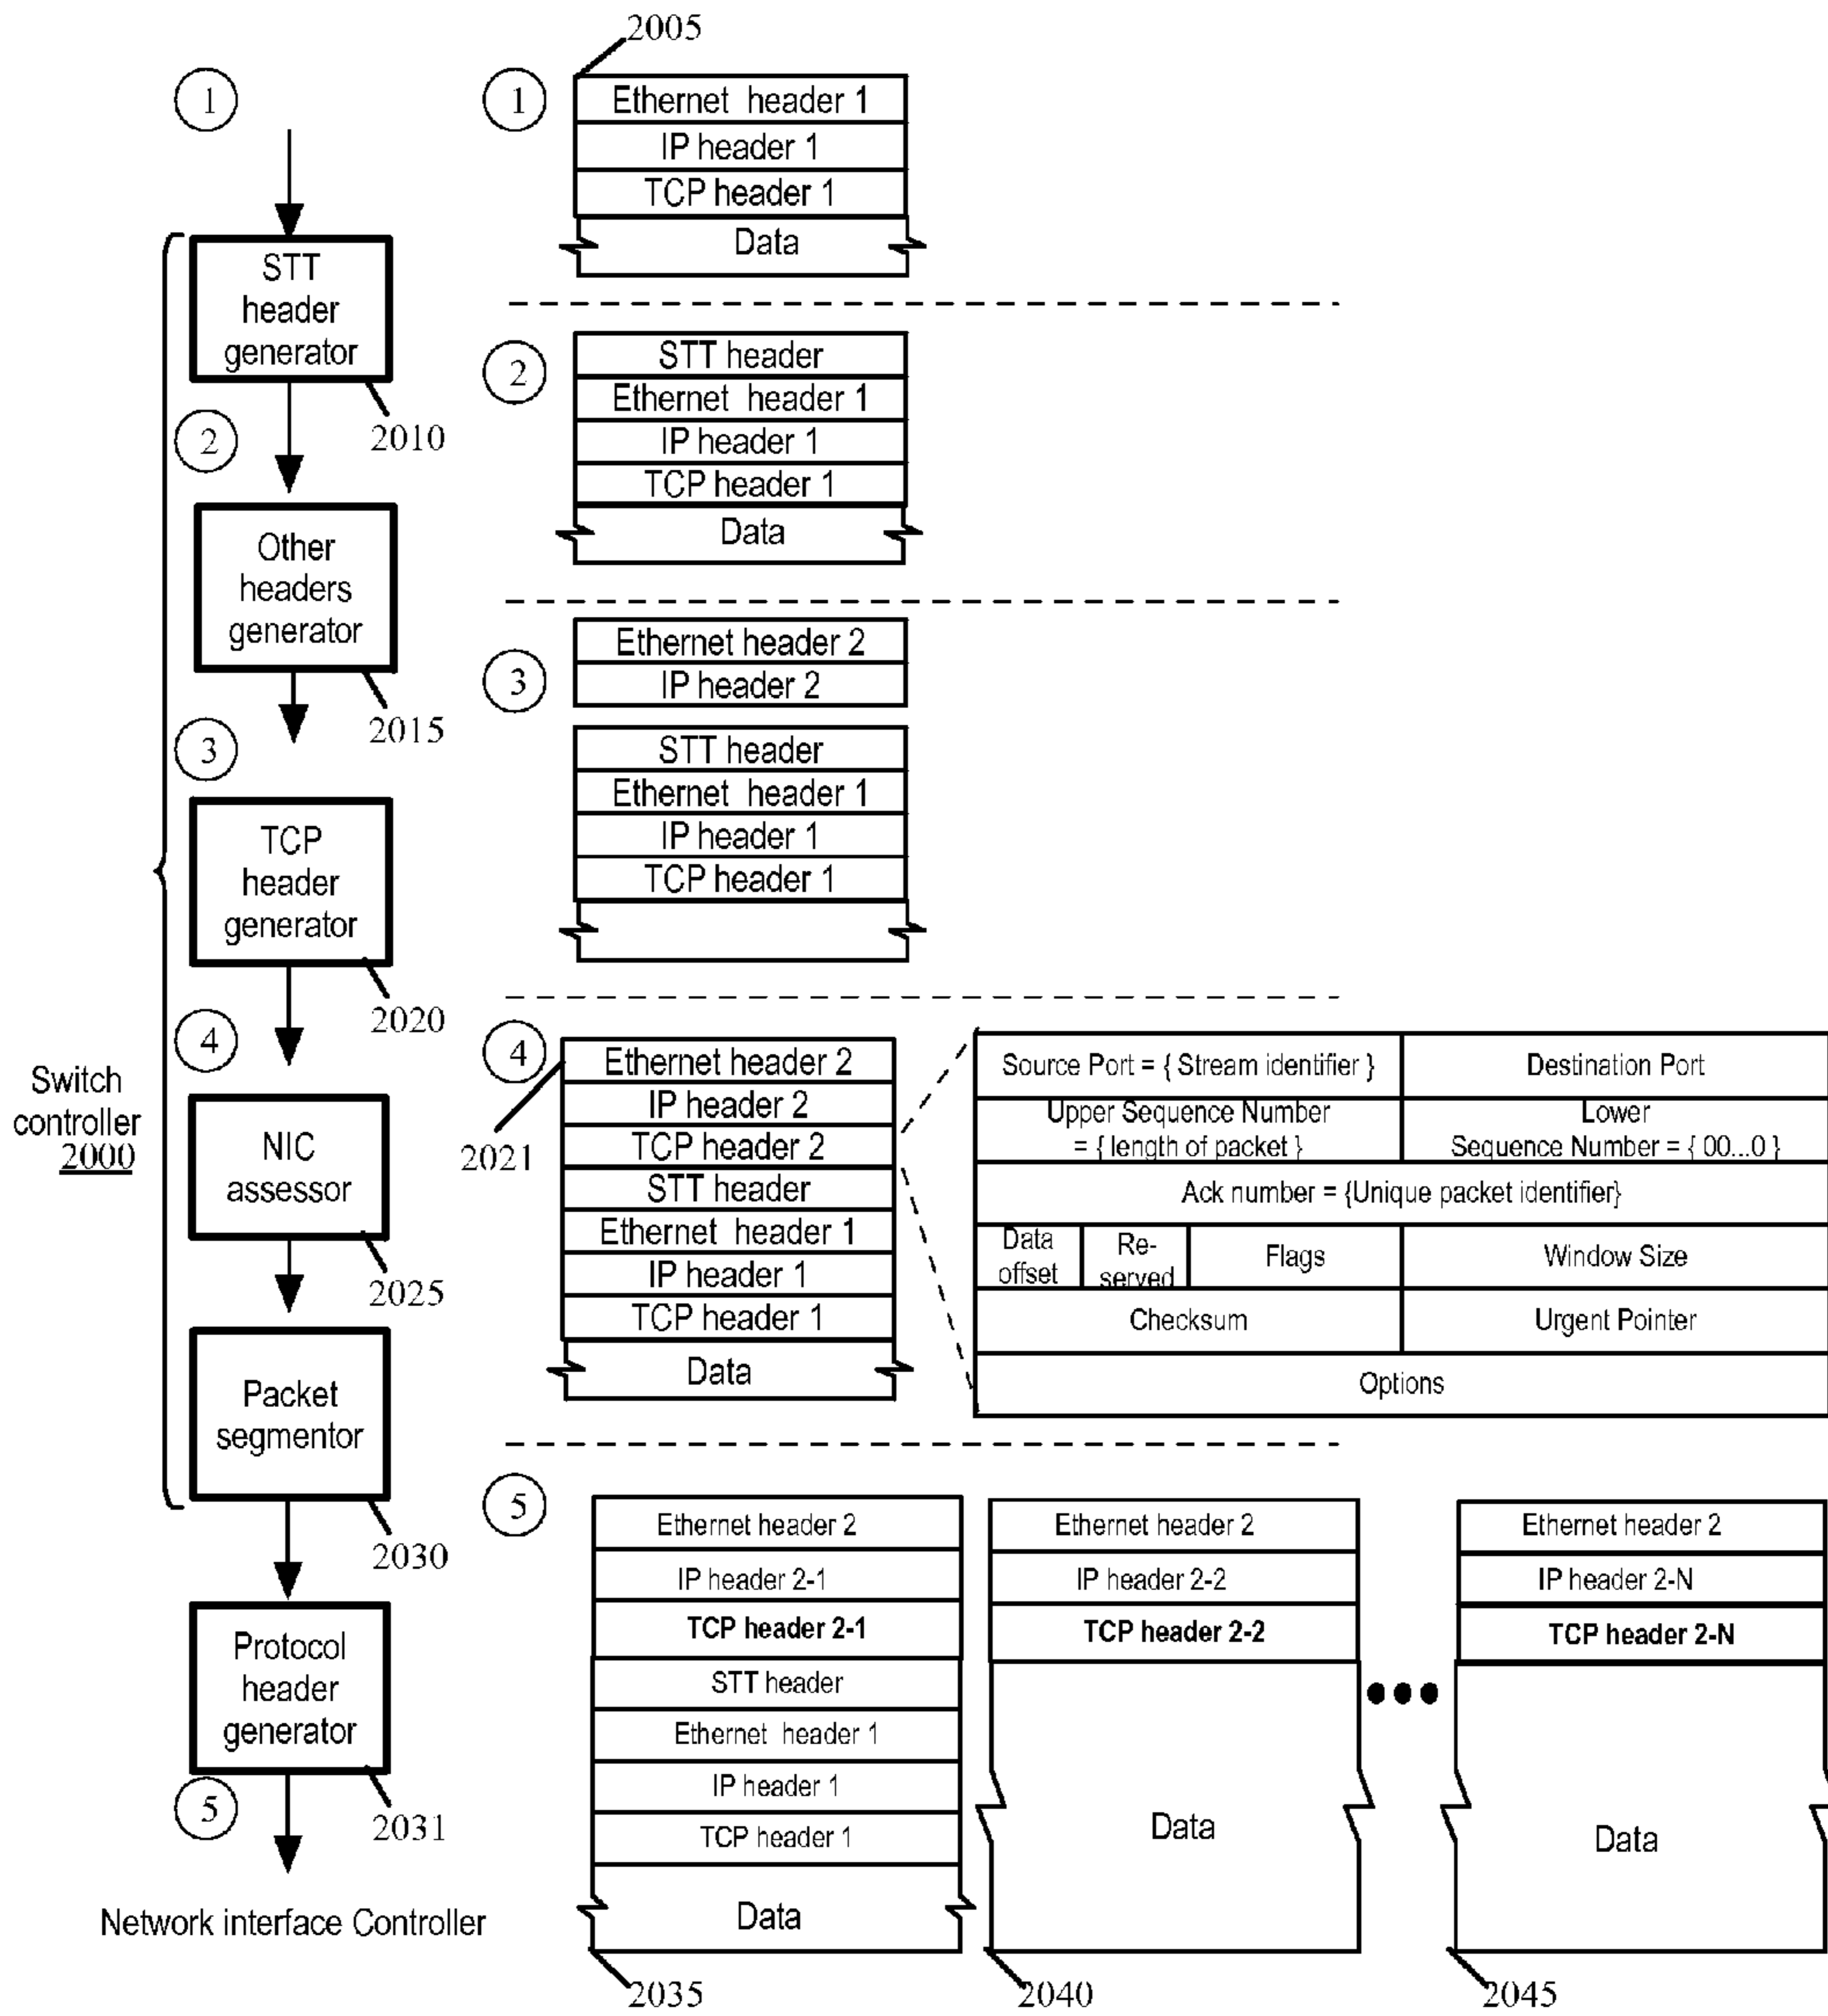 2005
1
1
Ethernet header 1
IP header 1
TCP header 1
Data
STT
header
generator
2010
2
2
STT header
Ethernet header 1
IP header 1
TCP header 1
Data
Other
headers
generator
2015
3
3
Ethernet header 2
IP header 2
STT header
Ethernet header 1
IP header 1
TCP header 1
TCP
header
generator
2020
4
Switch
controller
2000
NIC
assessor
2025
4
2021
Ethernet header 2
IP header 2
TCP header 2
STT header
Ethernet header 1
IP header 1
TCP header 1
Data
Source Port = { Stream identifier }
Destination Port
Upper Sequence Number
= { length of packet }
Lower
Sequence Number = { 00...0 }
Ack number = {Unique packet identifier}
Data
offset
Re-
served
Flags
Window Size
Checksum
Urgent Pointer
Options
Packet
segmentor
2030
Protocol
header
generator
2031
5
Network interface Controller
5
Ethernet header 2
IP header 2-1
TCP header 2-1
STT header
Ethernet header 1
IP header 1
TCP header 1
Data
2035
Ethernet header 2
IP header 2-2
TCP header 2-2
Data
2040
Ethernet header 2
IP header 2-N
TCP header 2-N
Data
2045